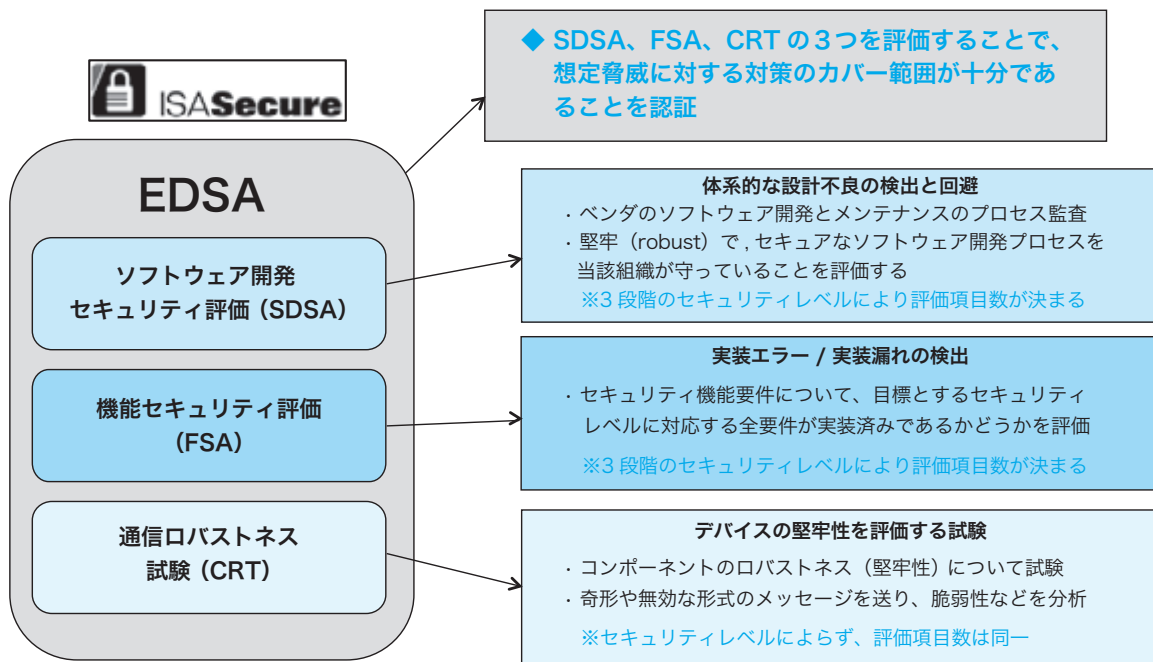 ISASecure
◆ SDSA、FSA、CRT の３つを評価することで、
想定脅威に対する対策のカバー範囲が十分であ
ることを認証
EDSA
ソフトウェア開発
セキュリティ評価（SDSA）
機能セキュリティ評価
（FSA）
通信ロバストネス
試験（CRT）
体系的な設計不良の検出と回避
・ベンダのソフトウェア開発とメンテナンスのプロセス監査
・堅牢（robust）で , セキュアなソフトウェア開発プロセスを
当該組織が守っていることを評価する
※3 段階のセキュリティレベルにより評価項目数が決まる
実装エラー / 実装漏れの検出
・セキュリティ機能要件について、目標とするセキュリティ
レベルに対応する全要件が実装済みであるかどうかを評価
※3 段階のセキュリティレベルにより評価項目数が決まる
デバイスの堅牢性を評価する試験
・コンポーネントのロバストネス（堅牢性）について試験
・奇形や無効な形式のメッセージを送り、脆弱性などを分析
※セキュリティレベルによらず、評価項目数は同一